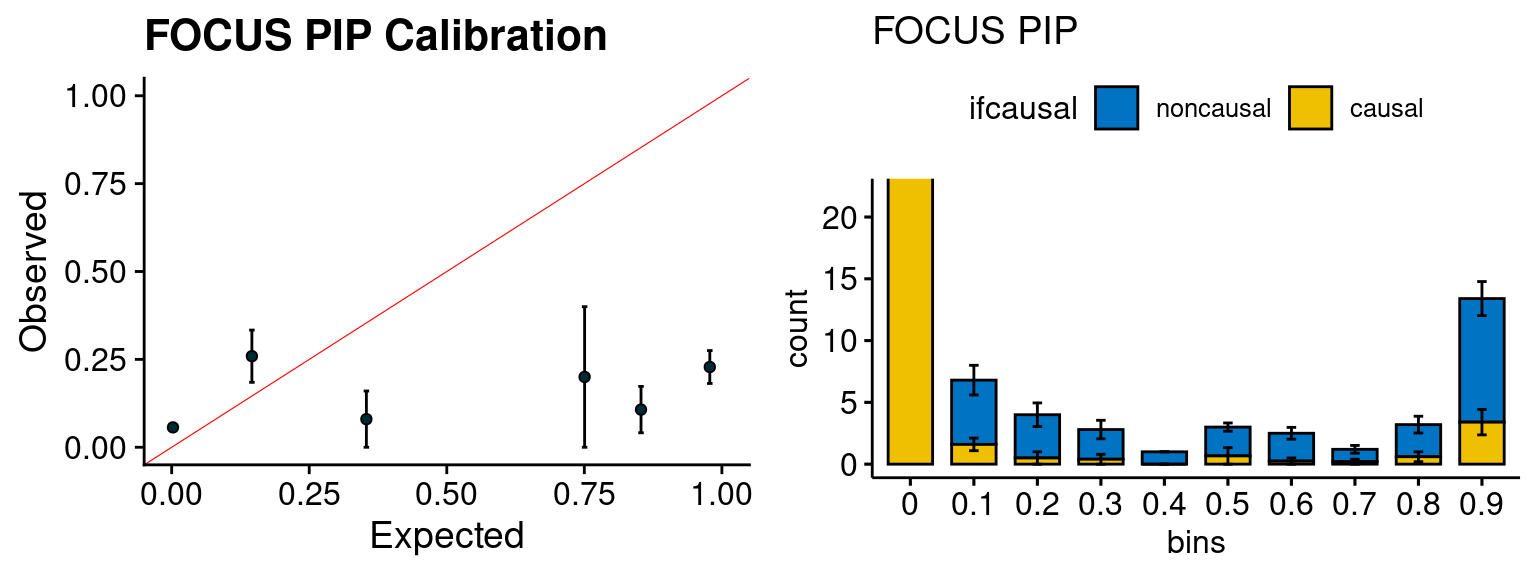 FOCUS PIP Calibration
Observed
1.00
0.75
0.50
0.25
0.00
0.00 0.25 0.50 0.75 1.00
Expected
FOCUS PIP
ifcausal noncausal causal
count
20
15
10
5
0
0 0.1 0.2 0.3 0.4 0.5 0.6 0.7 0.8 0.9
bins